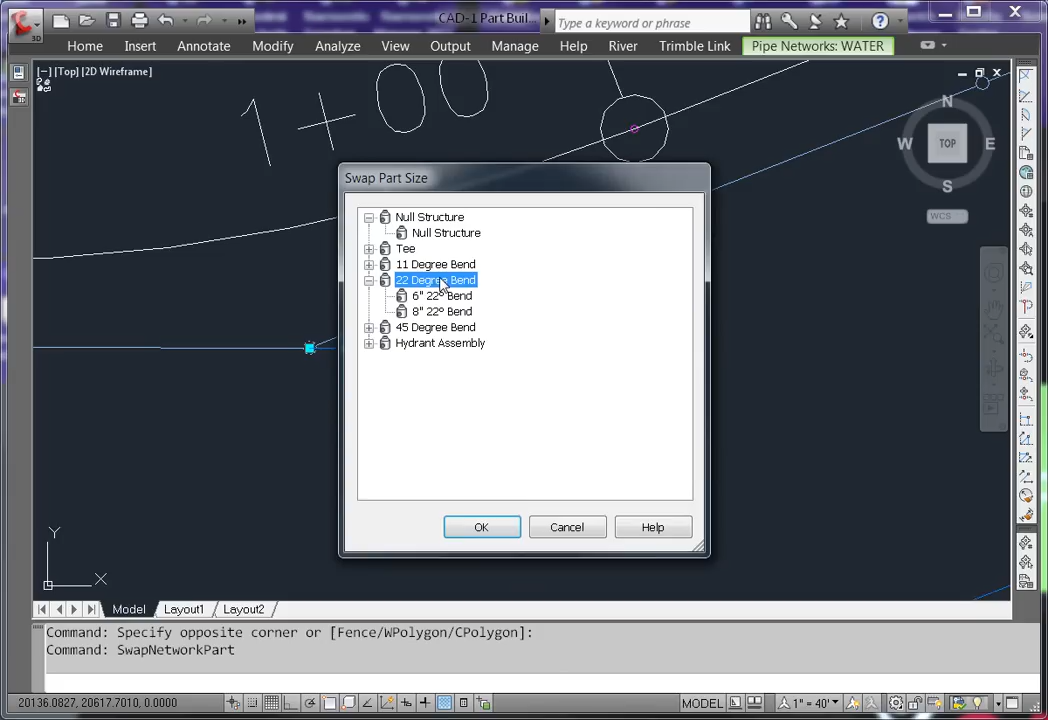 CAD-1 Part Buil...
Type a keyword or phrase
3D
Home Insert Annotate Modify Analyze View Output Manage Help River Trimble Link Pipe Networks: WATER
[−] [Top] [2D Wireframe]
1+00
N
W TOP E
S
WCS
Swap Part Size
Null Structure
Null Structure
Tee
11 Degree Bend
22 Degree Bend
6" 22º Bend
8" 22º Bend
45 Degree Bend
Hydrant Assembly
OK Cancel Help
Y
X
Model Layout1 Layout2
Command: Specify opposite corner or [Fence/WPolygon/CPolygon]:
Command: SwapNetworkPart
20136.0827, 20617.7010, 0.0000 MODEL 1" = 40'